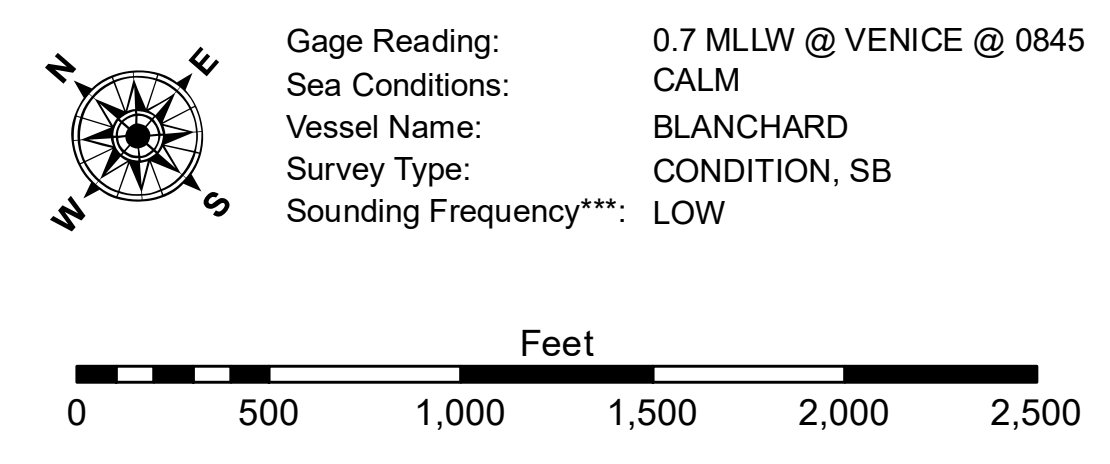 N
E
W
S
Gage Reading: 0.7 MLLW @ VENICE @ 0845
Sea Conditions: CALM
Vessel Name: BLANCHARD
Survey Type: CONDITION, SB
Sounding Frequency***: LOW
Feet
0 500 1,000 1,500 2,000 2,500